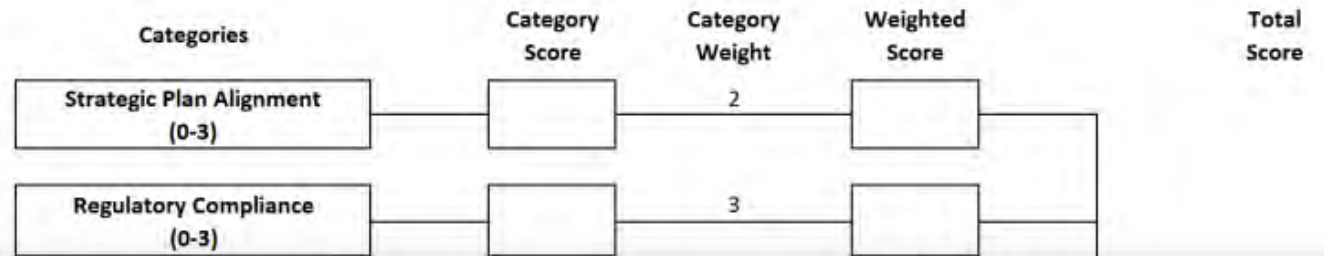 Categories
Category
Score
Category
Weight
Weighted
Score
Total
Score
Strategic Plan Alignment
(0-3)
2
Regulatory Compliance
(0-3)
3